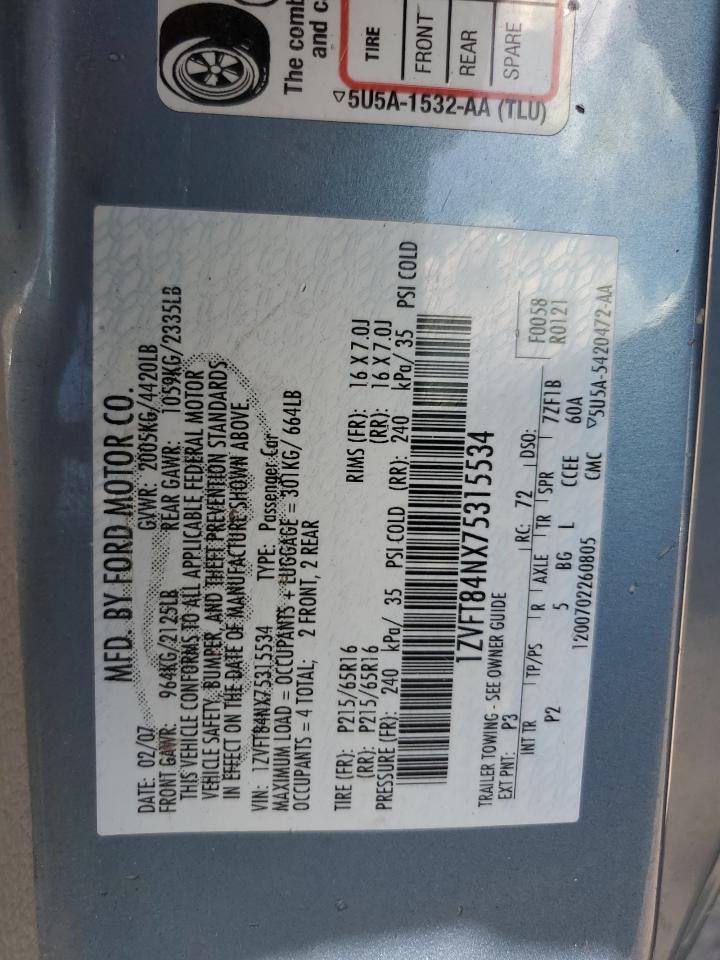 The comb
and c
TIRE
FRONT
REAR
SPARE
5U5A-1532-AA (TLU)
MFD. BY FORD MOTOR CO.
DATE: 02/07 GVWR: 2005KG/4420LB
FRONT GAWR: 964KG/2125LB REAR GAWR: 1059KG/2335LB
THIS VEHICLE CONFORMS TO ALL APPLICABLE FEDERAL MOTOR
VEHICLE SAFETY, BUMPER, AND THEFT PREVENTION STANDARDS
IN EFFECT ON THE DATE OF MANUFACTURE SHOWN ABOVE.
VIN: 1ZVFT84NX75315534 TYPE: Passenger Car
MAXIMUM LOAD = OCCUPANTS + LUGGAGE = 301KG/ 664LB
OCCUPANTS = 4 TOTAL; 2 FRONT, 2 REAR
TIRE (FR): P215/65R16 RIMS (FR): 16 X 7.0J
(RR): P215/65R16 (RR): 16 X 7.0J
PRESSURE (FR): 240 kPa/ 35 PSI COLD (RR): 240 kPa/ 35 PSI COLD
1ZVFT84NX75315534
TRAILER TOWING - SEE OWNER GUIDE
EXT PNT: P3 RC: 72 DSO: F0058
R0121
INT TR TP/PS R AXLE TR SPR 7ZF1B
P2 5 BG L CCEE 60A
1200702260805 CMC 5U5A-5420472-AA